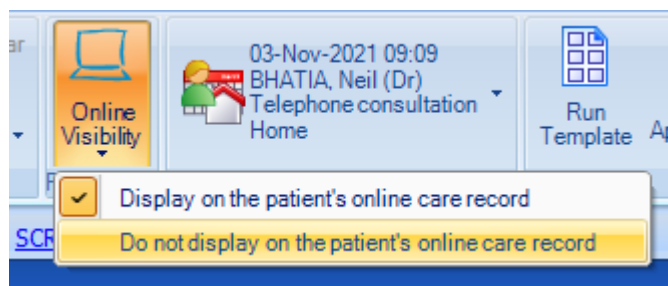 ar
Online
Visibility
03-Nov-2021 09:09
BHATIA, Neil (Dr)
Telephone consultation
Home
Run
Template
Display on the patient's online care record
SCR
Do not display on the patient's online care record